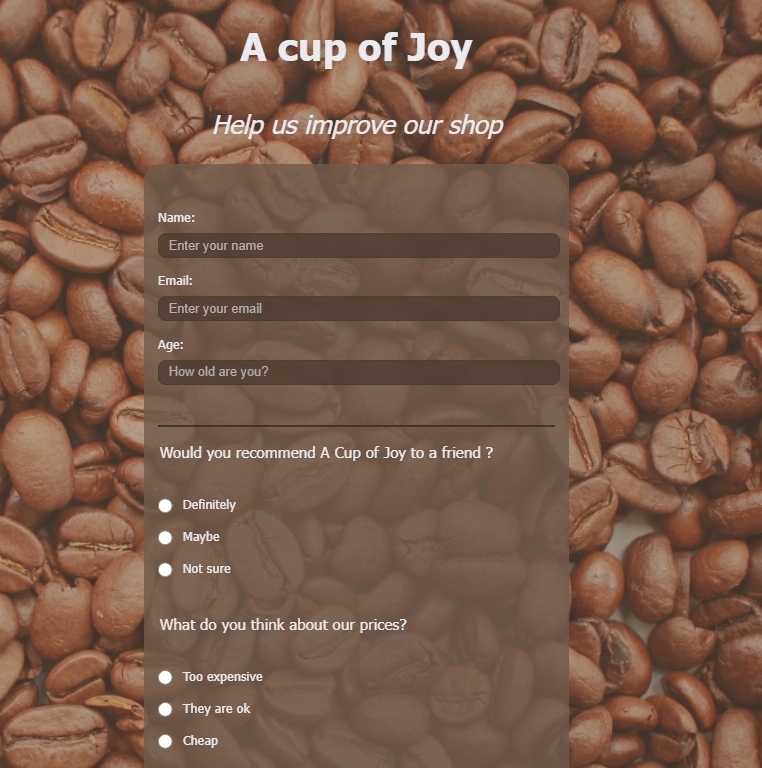 A cup of Joy
Help us improve our shop
Name:
Enter your name
Email:
Enter your email
Age:
How old are you?
Would you recommend A Cup of Joy to a friend ?
Definitely
Maybe
Not sure
What do you think about our prices?
Too expensive
They are ok
Cheap